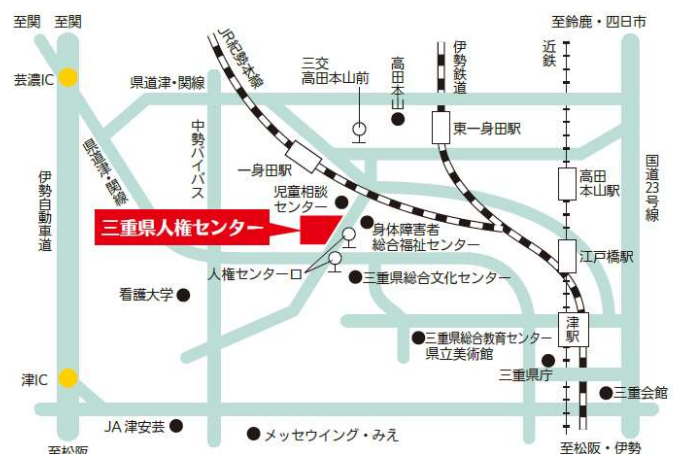 至関 至関
至鈴鹿・四日市
芸濃IC
JR紀勢本線
県道津・関線
三交
高田本山前
高田本山
伊勢鉄道
近鉄
東一身田駅
県道津・関線
中勢バイパス
一身田駅
高田
本山駅
国道23号線
伊勢自動車道
児童相談
センター
三重県人権センター
身体障害者
総合福祉センター
江戸橋駅
人権センター口
三重県総合文化センター
看護大学
津駅
三重県総合教育センター
県立美術館
三重県庁
津IC
三重会館
JA津安芸
メッセウイング・みえ
至松阪
至松阪・伊勢